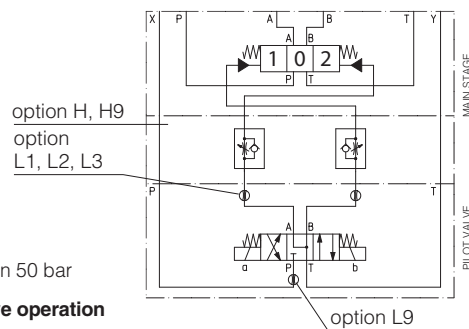 X P A B T Y
A B
1 0 2
P T
MAIN STAGE
option H, H9
option
L1, L2, L3
P T
A B
PILOT VALVE
a P T b
n 50 bar
e operation
option L9